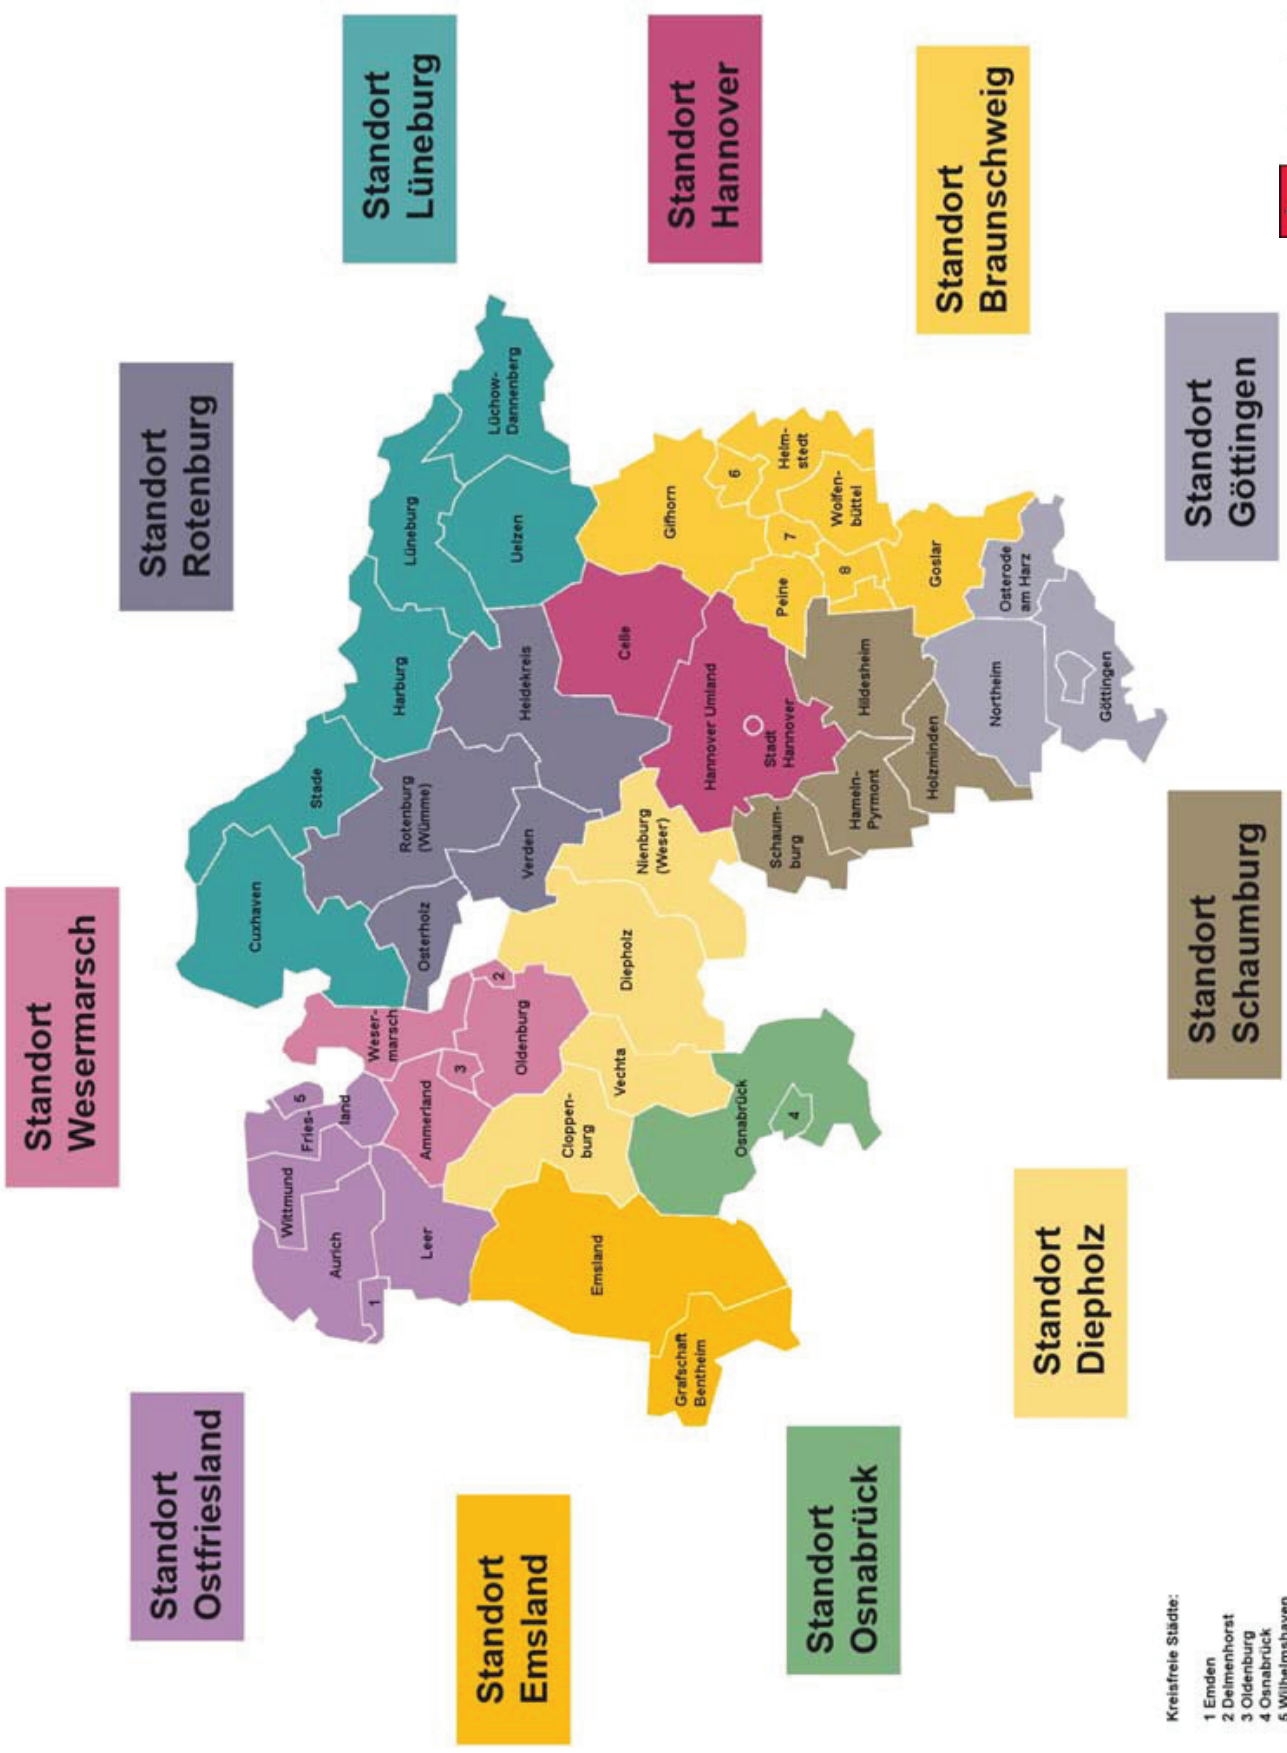 Standort
Ostfriesland
Standort
Wesermarsch
Standort
Rotenburg
Standort
Lüneburg
Standort
Emsland
Standort
Hannover
Standort
Osnabrück
Standort
Braunschweig
Standort
Diepholz
Standort
Schaumburg
Standort
Göttingen
Cuxhaven
Stade
Wittmund
Fries-
land
5
Aurich
1
Leer
Weser-
marsch
Ammerland
3
Oldenburg
2
Osterholz
Rotenburg
(Wümme)
Verden
Heidekreis
Harburg
Lüneburg
Uelzen
Lüchow-
Dannenberg
Emsland
Grafschaft
Bentheim
Cloppen-
burg
Vechta
Diepholz
Nienburg
(Weser)
Osnabrück
4
Celle
Hannover Umland
Stadt
Hannover
Gifhorn
6
Helm-
stedt
7
Wolfen-
büttel
Peine
8
Goslar
Schaum-
burg
Hameln-
Pyrmont
Hildesheim
Holzminden
Northeim
Osterode
am Harz
Göttingen
Kreisfreie Städte:
1 Emden
2 Delmenhorst
3 Oldenburg
4 Osnabrück
5 Wilhelmshaven